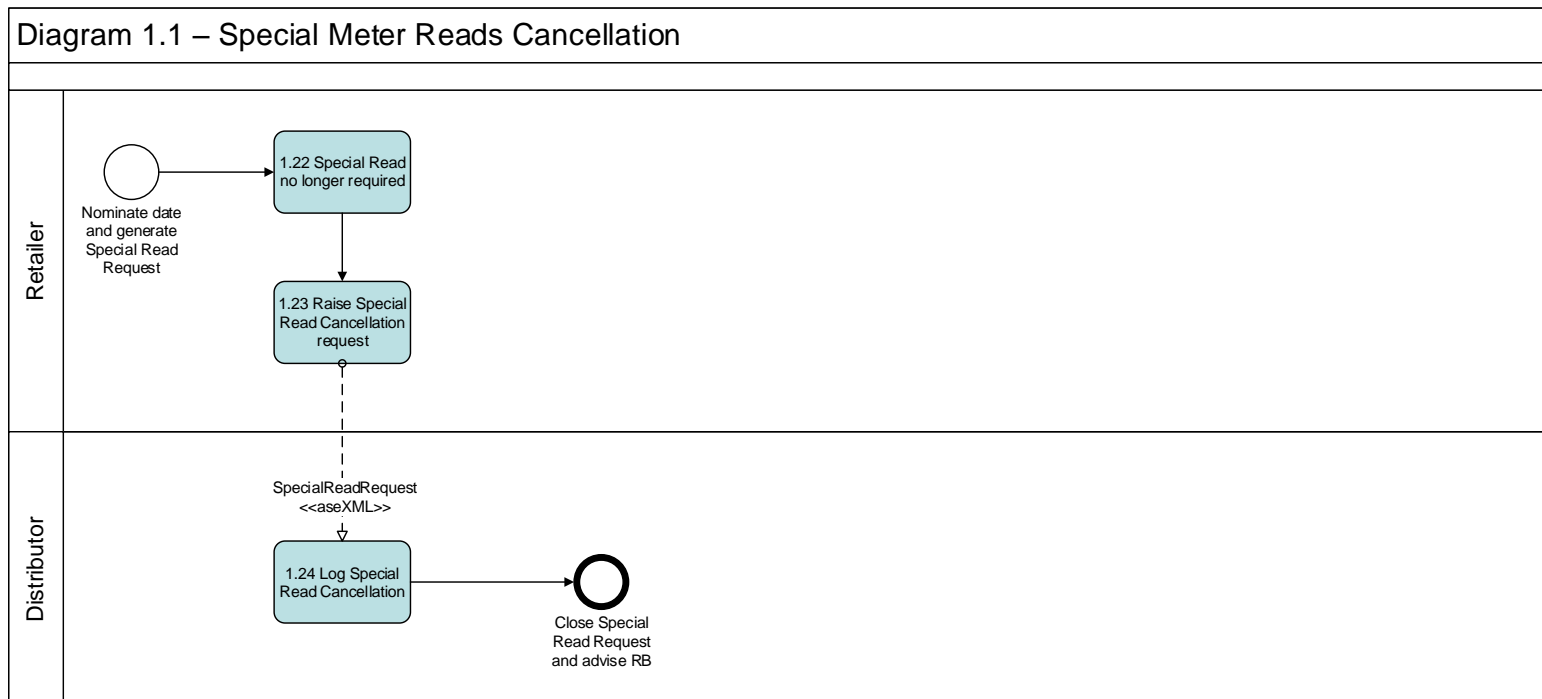 Diagram 1.1 – Special Meter Reads Cancellation
Retailer
Nominate date
and generate
Special Read
Request
1.22 Special Read
no longer required
1.23 Raise Special
Read Cancellation
request
Distributor
SpecialReadRequest
<<aseXML>>
1.24 Log Special
Read Cancellation
Close Special
Read Request
and advise RB